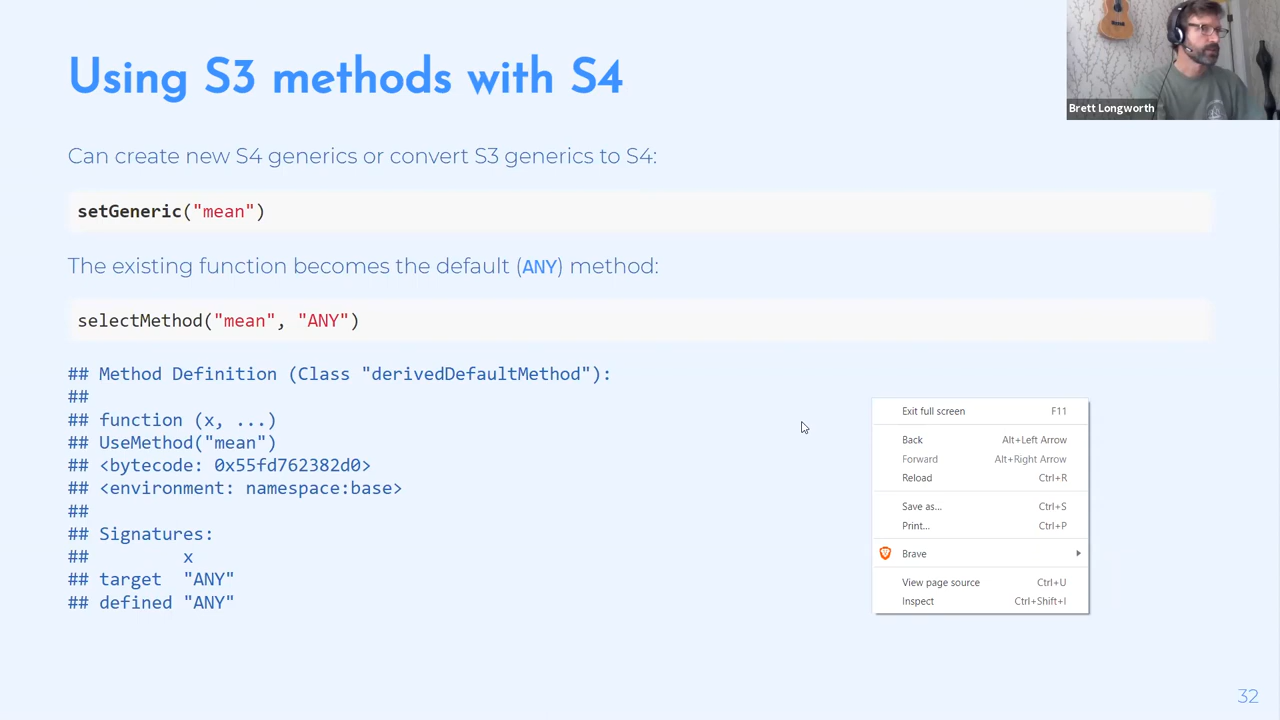 Using S3 methods with S4
Brett Longworth
Can create new S4 generics or convert S3 generics to S4:
setGeneric("mean")
The existing function becomes the default (ANY) method:
selectMethod("mean", "ANY")
## Method Definition (Class "derivedDefaultMethod"):
##
## function (x, ...)
## UseMethod("mean")
## <bytecode: 0x55fd762382d0>
## <environment: namespace:base>
##
## Signatures:
##         x
## target  "ANY"
## defined "ANY"
Exit full screen F11
Back Alt+Left Arrow
Forward Alt+Right Arrow
Reload Ctrl+R
Save as... Ctrl+S
Print... Ctrl+P
Brave
View page source Ctrl+U
Inspect Ctrl+Shift+I
32